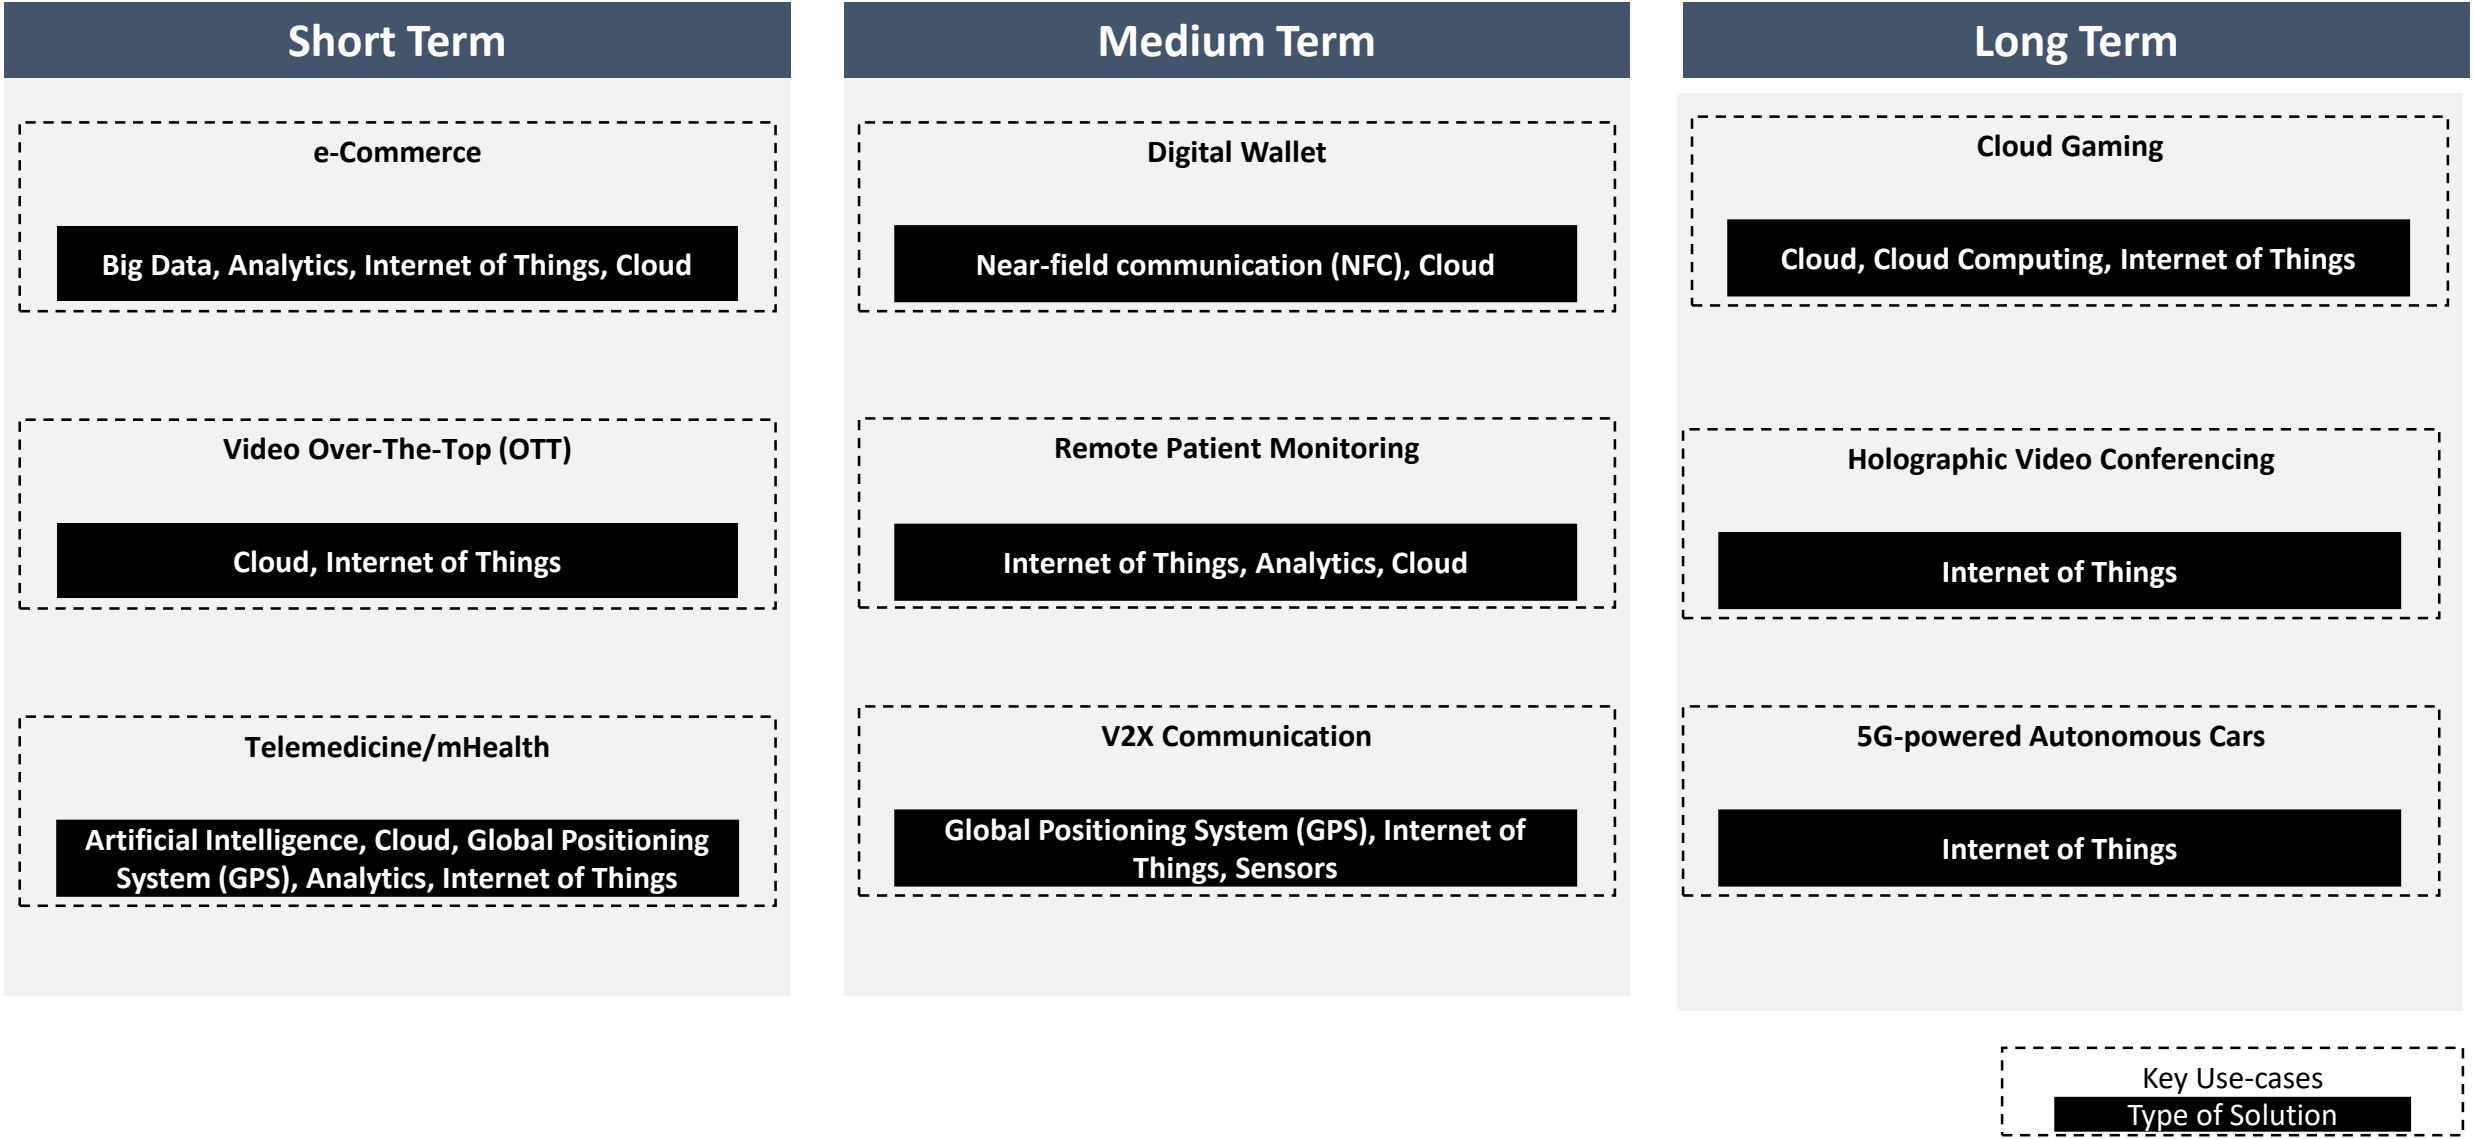 Short Term
e-Commerce
Big Data, Analytics, Internet of Things, Cloud
Video Over-The-Top (OTT)
Cloud, Internet of Things
Telemedicine/mHealth
Artificial Intelligence, Cloud, Global Positioning
System (GPS), Analytics, Internet of Things
Medium Term
Digital Wallet
Near-field communication (NFC), Cloud
Remote Patient Monitoring
Internet of Things, Analytics, Cloud
V2X Communication
Global Positioning System (GPS), Internet of
Things, Sensors
Long Term
Cloud Gaming
Cloud, Cloud Computing, Internet of Things
Holographic Video Conferencing
Internet of Things
5G-powered Autonomous Cars
Internet of Things
Key Use-cases
Type of Solution